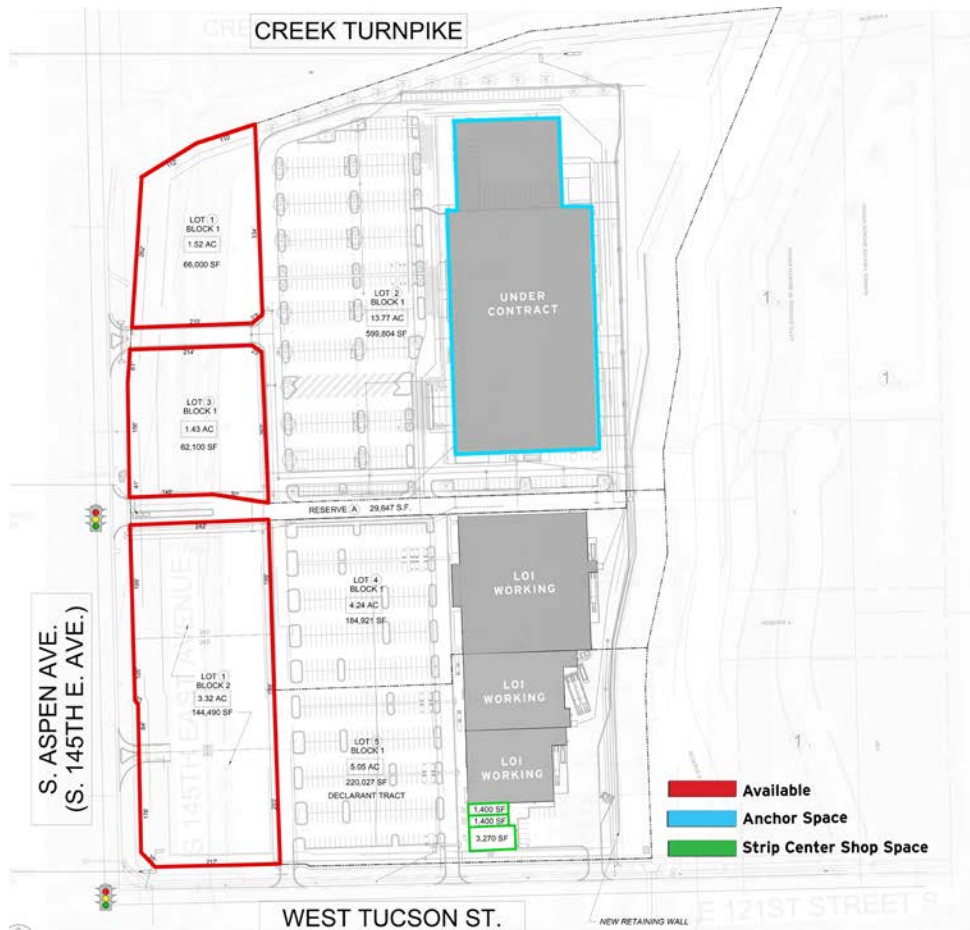 CREEK TURNPIKE
LOT 1
BLOCK 1
1.52 AC
66,000 SF
LOT 2
BLOCK 1
13.77 AC
599,804 SF
UNDER
CONTRACT
LOT 3
BLOCK 1
1.43 AC
62,100 SF
RESERVE A 29,647 S.F.
LOT 4
BLOCK 1
4.24 AC
184,921 SF
LOI
WORKING
LOI
WORKING
LOI
WORKING
LOT 1
BLOCK 2
3.32 AC
144,490 SF
LOT 5
BLOCK 1
5.05 AC
220,027 SF
DECLARANT TRACT
1,400 SF
1,400 SF
3,270 SF
S. ASPEN AVE.
(S. 145TH E. AVE.)
S 145TH EAST AVENUE
Available
Anchor Space
Strip Center Shop Space
WEST TUCSON ST.
NEW RETAINING WALL
E 121ST STREET S